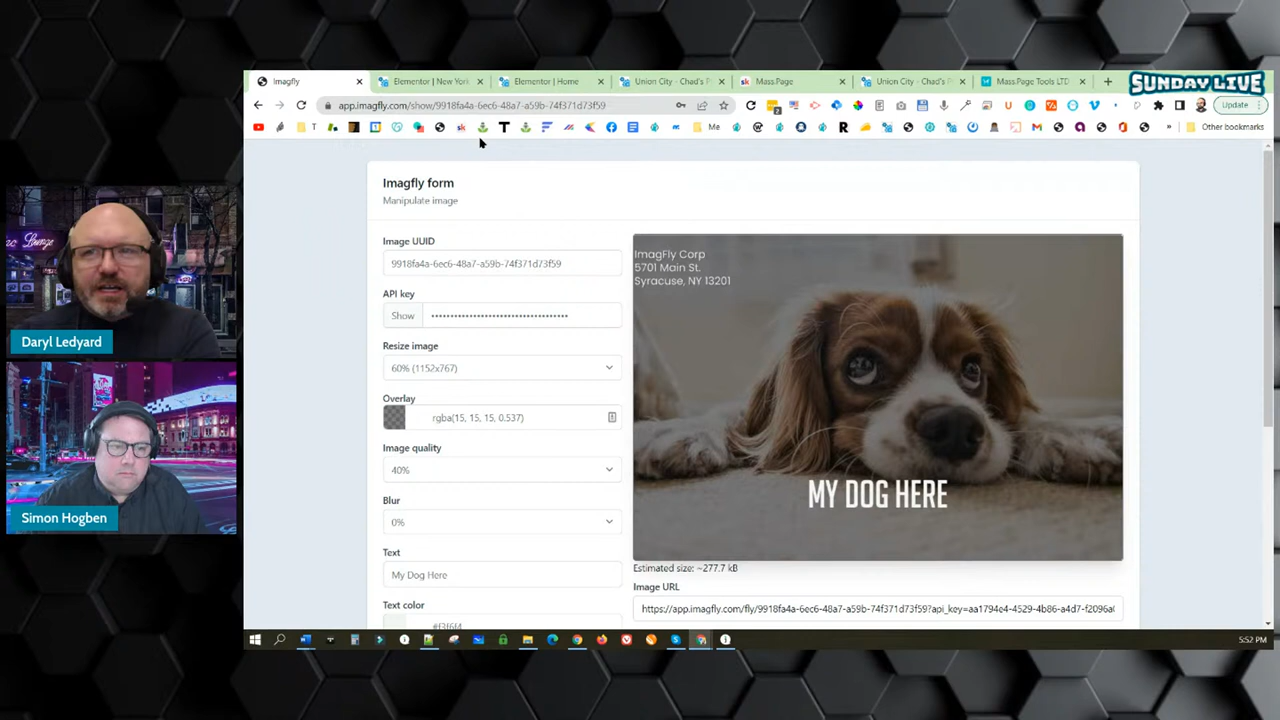 SUNDAY LIVE
Imagfly
Elementor | New York
Elementor | Home
Union City - Chad's P
Mass.Page
Union City - Chad's P
Mass.Page Tools LTD
app.imagfly.com/show/9918fa4a-6ec6-48a7-a59b-74f371d73f59
Update
Me
Other bookmarks
Imagfly form
Manipulate image
Image UUID
9918fa4a-6ec6-48a7-a59b-74f371d73f59
API key
Show
Resize image
60% (1152x767)
Overlay
rgba(15, 15, 15, 0.537)
Image quality
40%
Blur
0%
Text
My Dog Here
Text color
#f3f6f4
ImagFly Corp
5701 Main St.
Syracuse, NY 13201
MY DOG HERE
Estimated size: ~277.7 kB
Image URL
https://app.imagfly.com/fly/9918fa4a-6ec6-48a7-a59b-74f371d73f59?api_key=aa1794e4-4529-4b86-a4d7-f2096a
5:52 PM
Daryl Ledyard
Simon Hogben